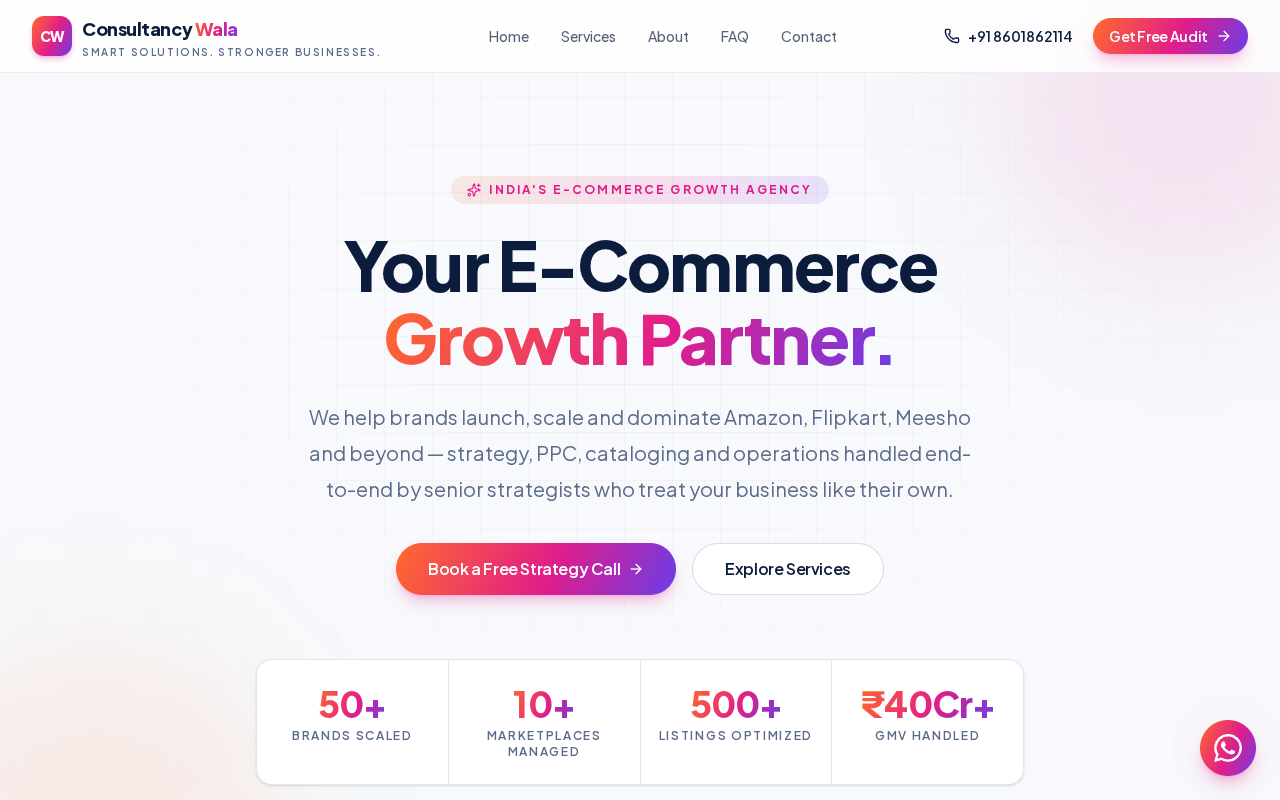 CW
Consultancy Wala
SMART SOLUTIONS. STRONGER BUSINESSES.
Home
Services
About
FAQ
Contact
+91 8601862114
Get Free Audit
INDIA'S E-COMMERCE GROWTH AGENCY
Your E-Commerce
Growth Partner.
We help brands launch, scale and dominate Amazon, Flipkart, Meesho
and beyond — strategy, PPC, cataloging and operations handled end-
to-end by senior strategists who treat your business like their own.
Book a Free Strategy Call
Explore Services
50+
BRANDS SCALED
10+
MARKETPLACES
MANAGED
500+
LISTINGS OPTIMIZED
₹40Cr+
GMV HANDLED